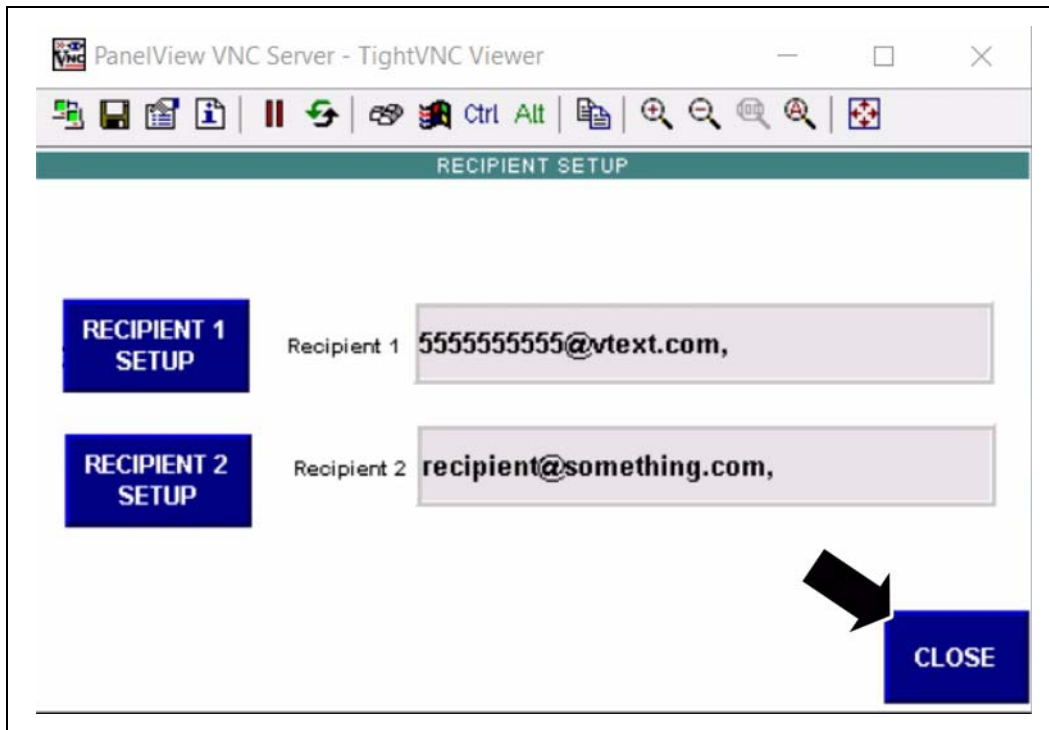 PanelView VNC Server - TightVNC Viewer
Ctrl Alt
RECIPIENT SETUP
RECIPIENT 1
SETUP
Recipient 1
5555555555@vtext.com,
RECIPIENT 2
SETUP
Recipient 2
recipient@something.com,
CLOSE